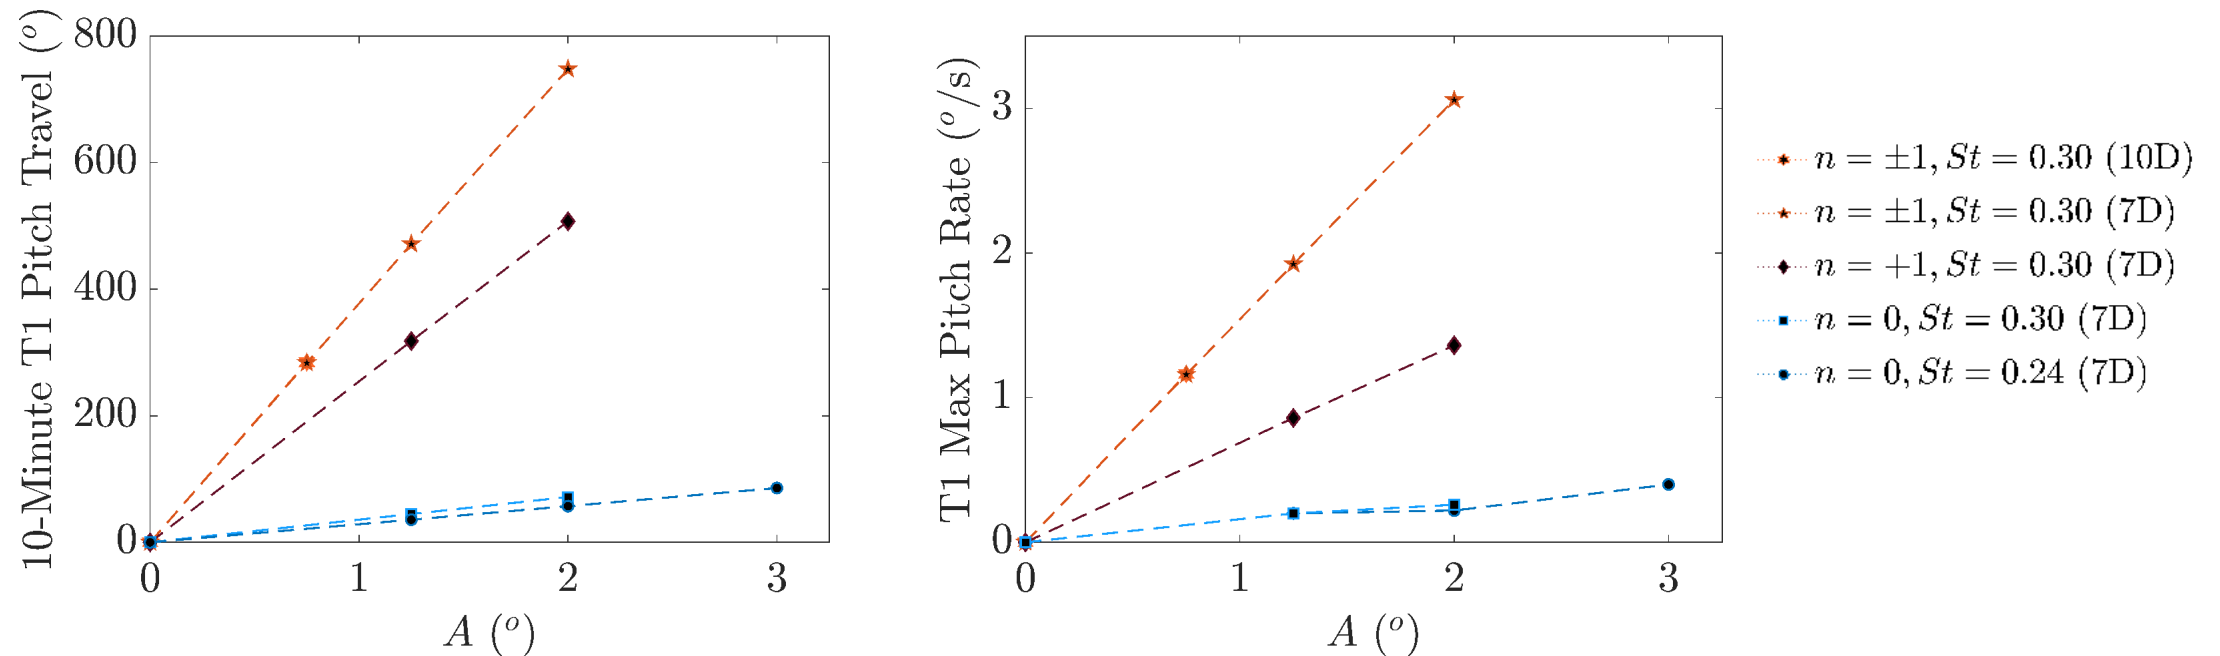 10-Minute T1 Pitch Travel (°)
800
600
400
200
0
0 1 2 3
A (°)
T1 Max Pitch Rate (°/s)
3
2
1
0
0 1 2 3
A (°)
n = ±1, St = 0.30 (10D)
n = ±1, St = 0.30 (7D)
n = +1, St = 0.30 (7D)
n = 0, St = 0.30 (7D)
n = 0, St = 0.24 (7D)